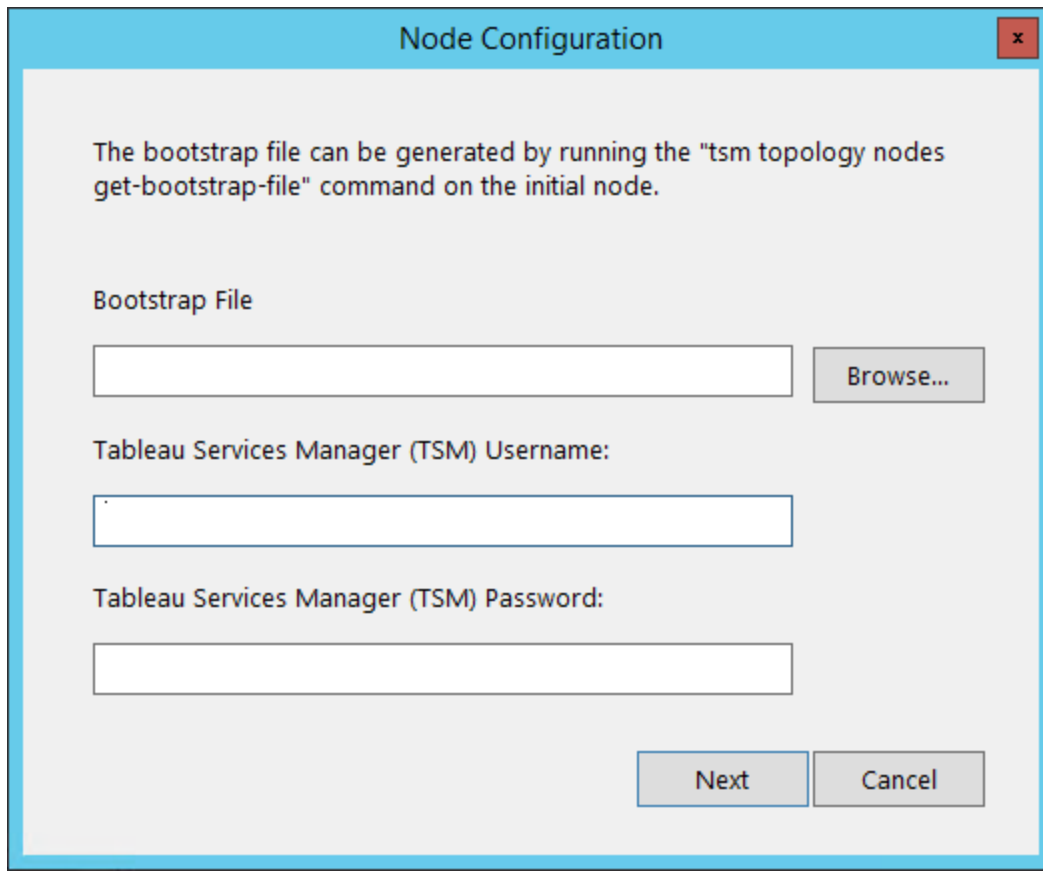 Node Configuration
x
The bootstrap file can be generated by running the "tsm topology nodes
get-bootstrap-file" command on the initial node.
Bootstrap File
Browse...
Tableau Services Manager (TSM) Username:
Tableau Services Manager (TSM) Password:
Next
Cancel